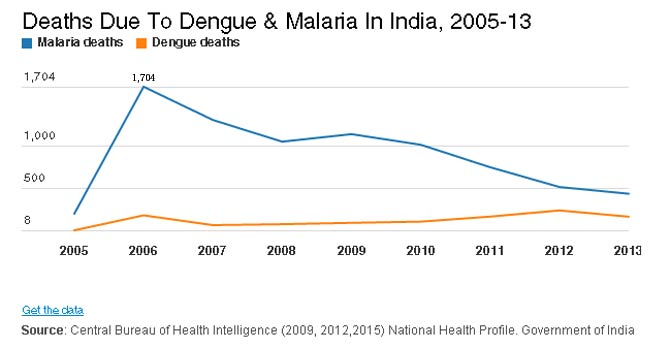 Deaths Due To Dengue & Malaria In India, 2005-13
Malaria deaths Dengue deaths
1,704
1,704
1,000
500
8
2005 2006 2007 2008 2009 2010 2011 2012 2013
Get the data
Source: Central Bureau of Health Intelligence (2009, 2012,2015) National Health Profile. Government of India